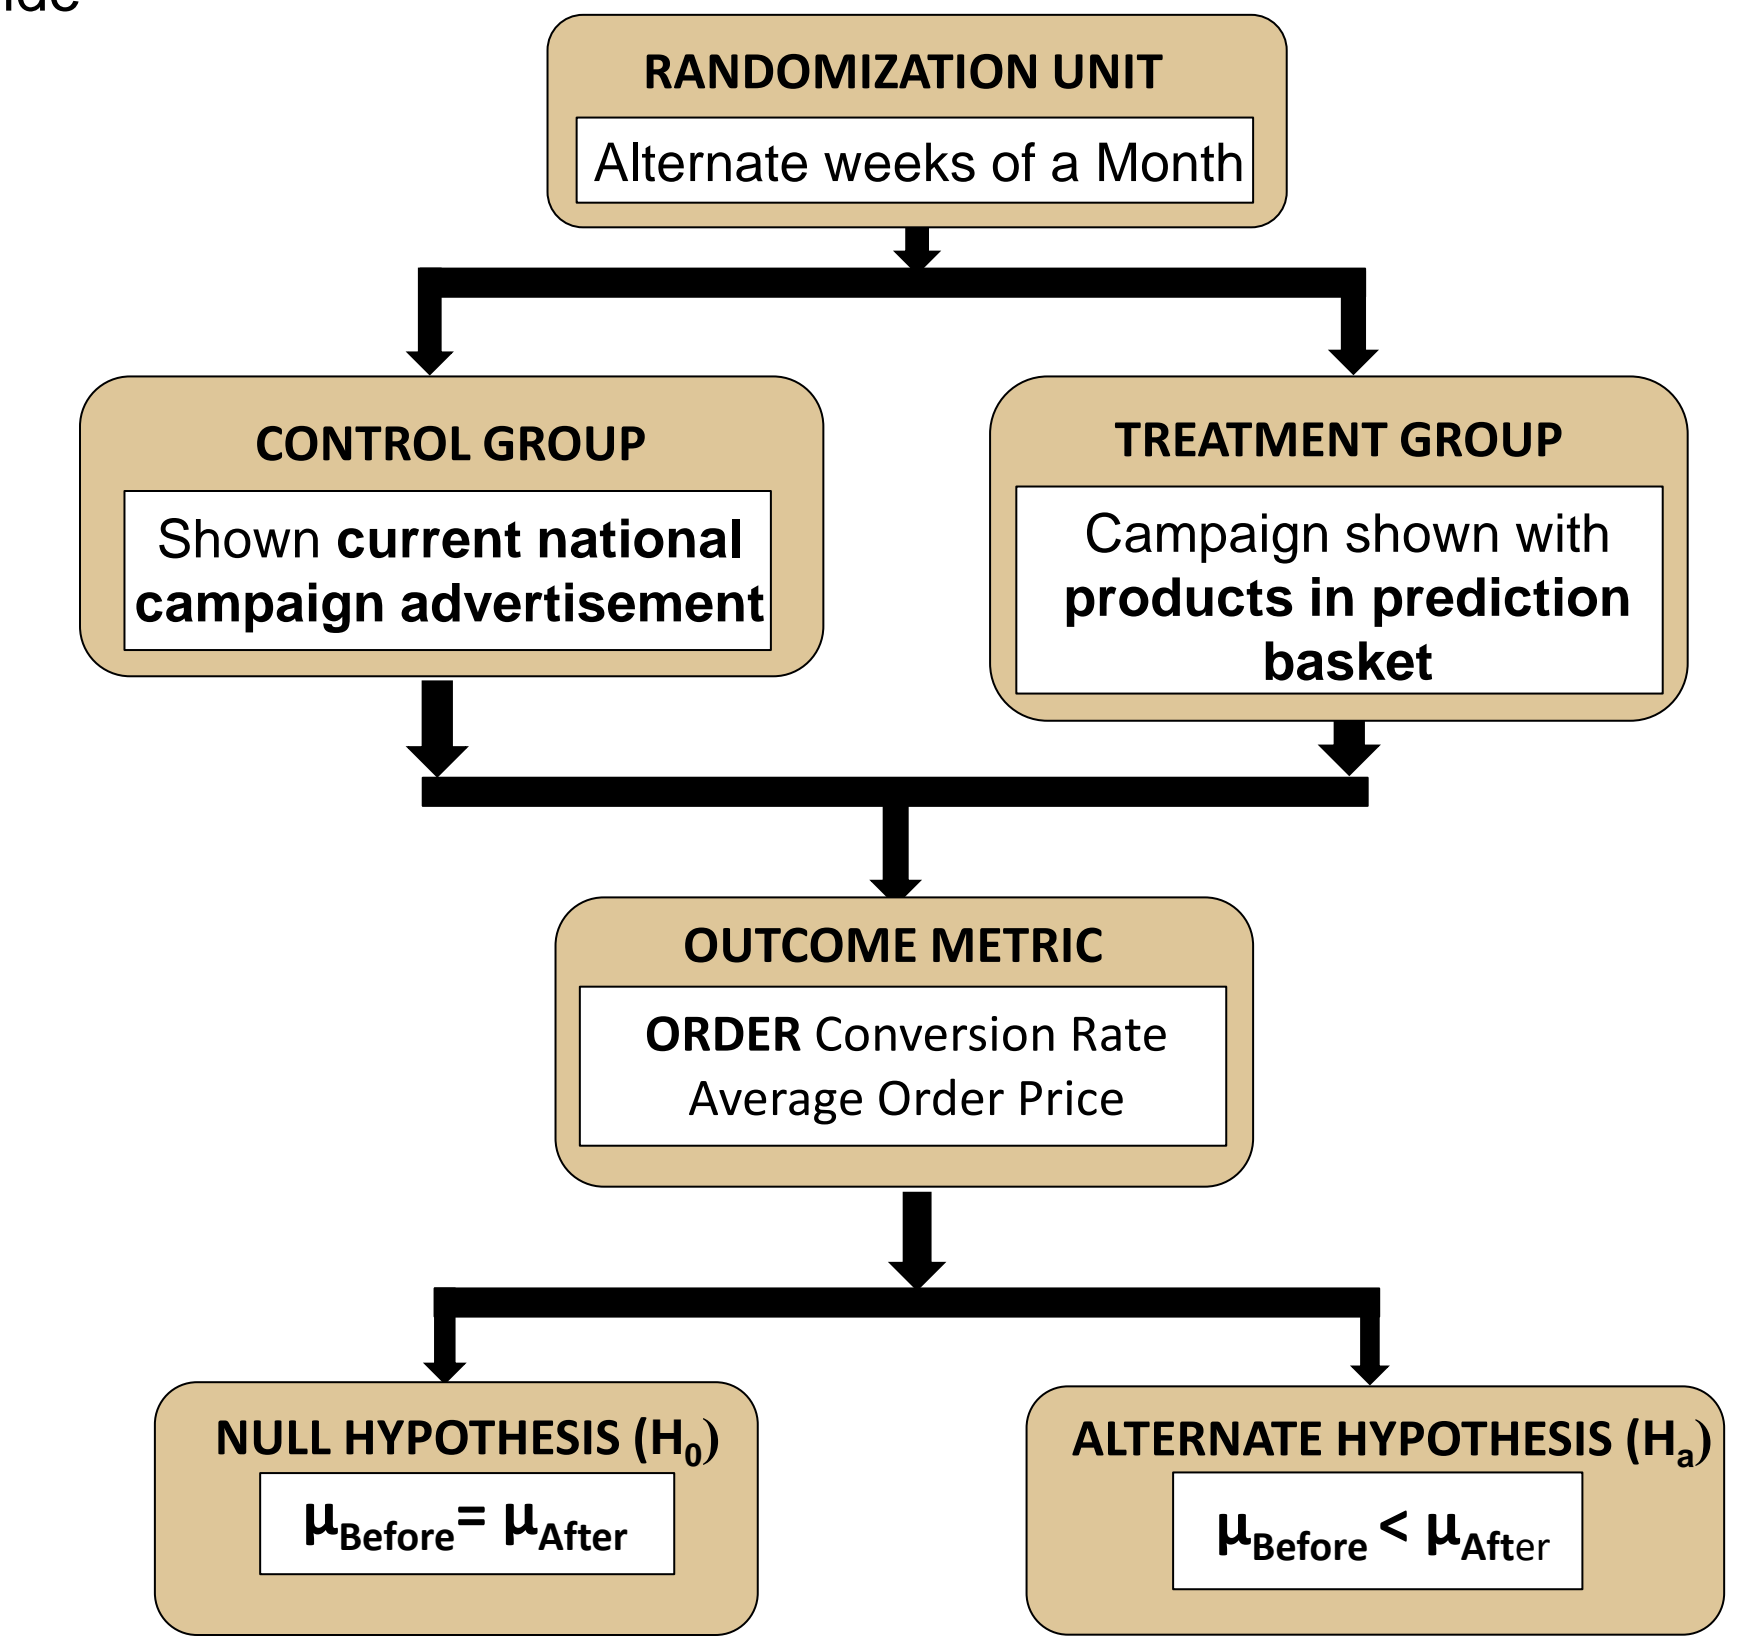 RANDOMIZATION UNIT
Alternate weeks of a Month
CONTROL GROUP
Shown current national
campaign advertisement
TREATMENT GROUP
Campaign shown with
products in prediction
basket
OUTCOME METRIC
ORDER Conversion Rate
Average Order Price
NULL HYPOTHESIS (H₀)
μBefore = μAfter
ALTERNATE HYPOTHESIS (Hₐ)
μBefore < μAfter